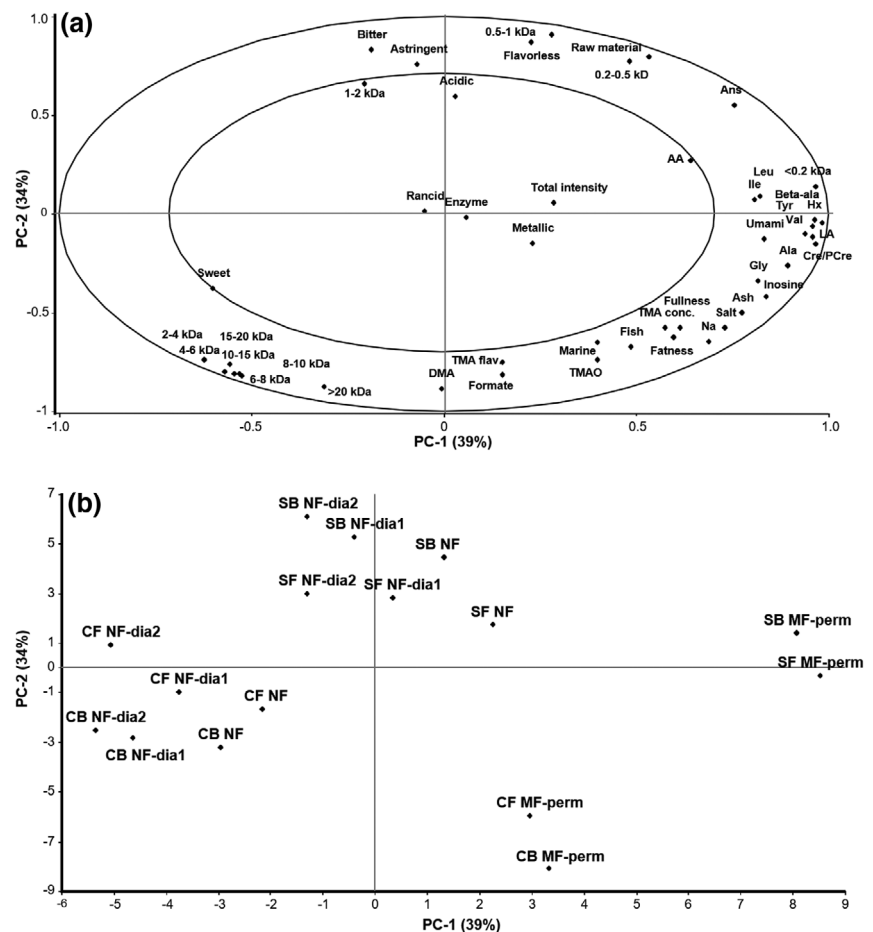 (a)
1.0
Bitter
0.5-1 kDa
Flavorless
Raw material
Astringent
0.2-0.5 kD
1-2 kDa
Acidic
0.5
Ans
AA
Leu
<0.2 kDa
Ile
Beta-ala
Rancid
Enzyme
Total intensity
Tyr
Hx
0
Metallic
Umami
Val
LA
Ala
Cre/PCre
Sweet
Gly
Inosine
Fullness
Ash
TMA conc.
Salt
-0.5
2-4 kDa
15-20 kDa
Fish
Na
4-6 kDa
10-15 kDa
8-10 kDa
TMA flav
Marine
Fatness
6-8 kDa
>20 kDa
DMA
Formate
TMAO
-1
-1.0
-0.5
0
0.5
1.0
PC-1 (39%)
PC-2 (34%)
(b)
7
SB NF-dia2
SB NF-dia1
5
SB NF
SF NF-dia2
SF NF-dia1
3
SF NF
SB MF-perm
CF NF-dia2
1
SF MF-perm
0
CF NF-dia1
-1
CF NF
CB NF-dia2
CB NF
-3
CB NF-dia1
-5
CF MF-perm
-7
CB MF-perm
-9
-6 -5 -4 -3 -2 -1 0 1 2 3 4 5 6 7 8 9
PC-1 (39%)
PC-2 (34%)